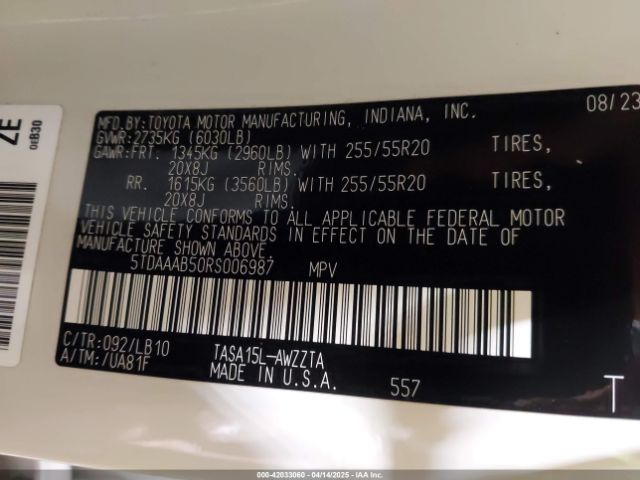 MFD.BY:TOYOTA MOTOR MANUFACTURING, INDIANA, INC. 08/23
GVWR:2735KG (6030LB)
GAWR:FRT. 1345KG (2960LB) WITH 255/55R20 TIRES,
20X8J RIMS.
RR. 1615KG (3560LB) WITH 255/55R20 TIRES,
20X8J RIMS.
THIS VEHICLE CONFORMS TO ALL APPLICABLE FEDERAL MOTOR
VEHICLE SAFETY STANDARDS IN EFFECT ON THE DATE OF
MANUFACTURE SHOWN ABOVE.
5TDAAAB50RS006987 MPV
C/TR:092/LB10 TASA15L-AWZZTA
A/TM:/UA81F MADE IN U.S.A. 557 T
ZE
0EB30
000-42033060 - 04/14/2025 - IAAI.COM